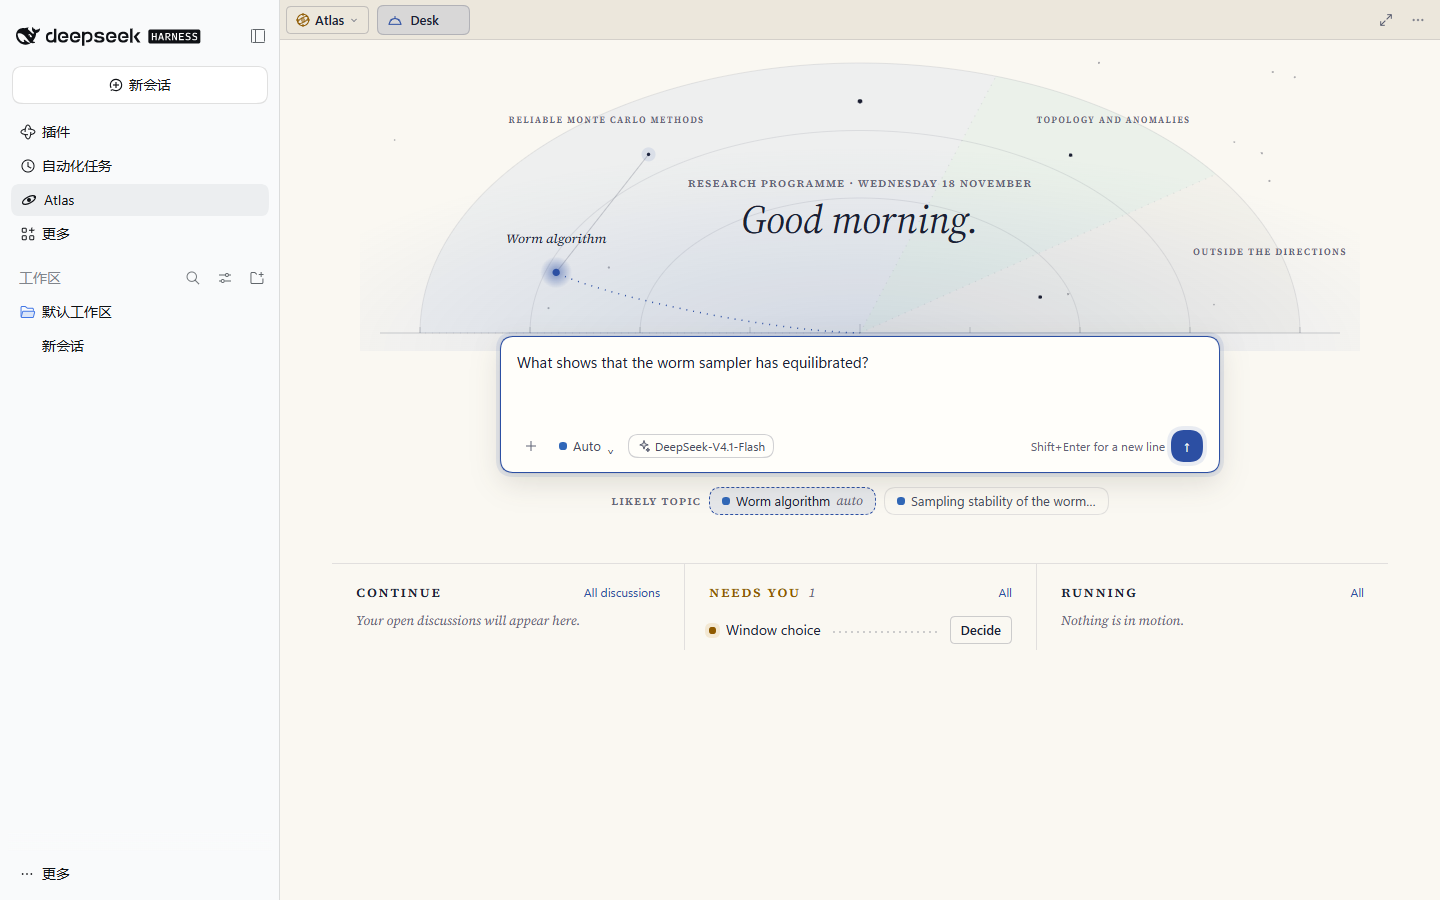 deepseek HARNESS
新会话
插件
自动化任务
Atlas
更多
工作区
默认工作区
新会话
更多
Atlas
Desk
RELIABLE MONTE CARLO METHODS
TOPOLOGY AND ANOMALIES
RESEARCH PROGRAMME · WEDNESDAY 18 NOVEMBER
Good morning.
Worm algorithm
OUTSIDE THE DIRECTIONS
What shows that the worm sampler has equilibrated?
Auto
DeepSeek-V4.1-Flash
Shift+Enter for a new line
LIKELY TOPIC
Worm algorithm auto
Sampling stability of the worm...
CONTINUE
All discussions
Your open discussions will appear here.
NEEDS YOU 1
All
Window choice
Decide
RUNNING
All
Nothing is in motion.